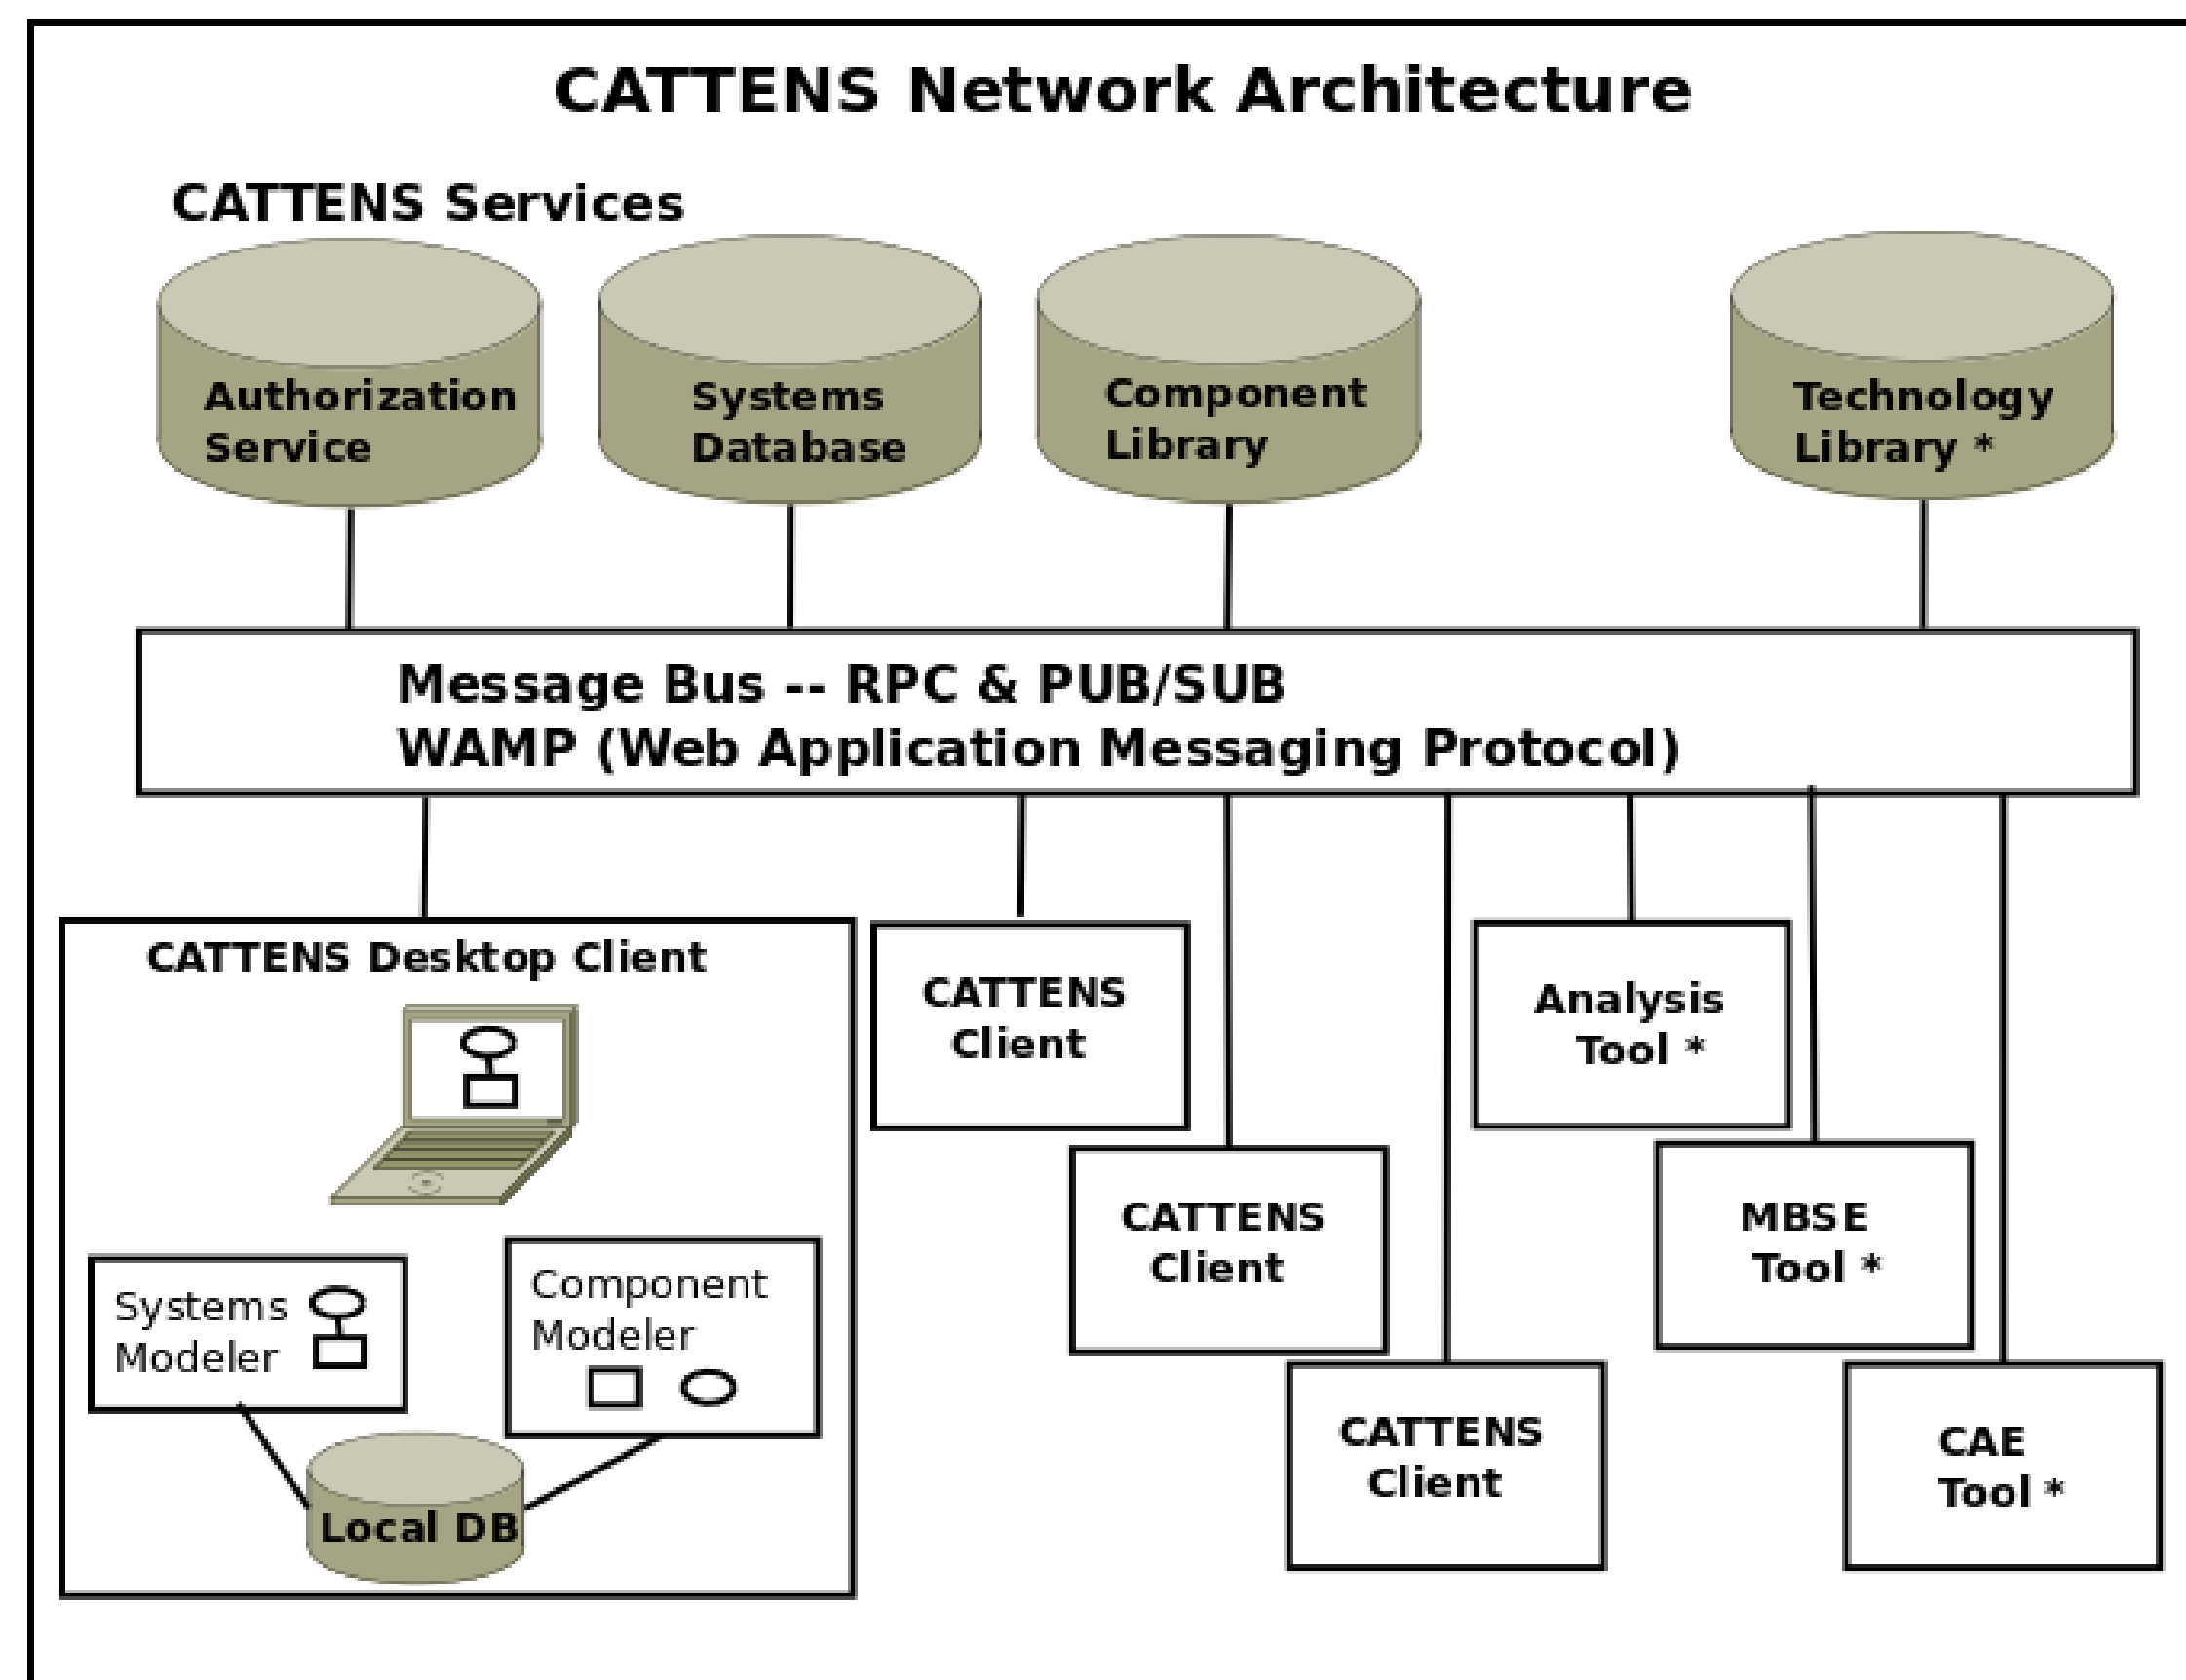 CATTENS Network Architecture
CATTENS Services
Authorization
Service
Systems
Database
Component
Library
Technology
Library *
Message Bus -- RPC & PUB/SUB
WAMP (Web Application Messaging Protocol)
CATTENS Desktop Client
Systems
Modeler
Component
Modeler
Local DB
CATTENS
Client
CATTENS
Client
CATTENS
Client
Analysis
Tool *
MBSE
Tool *
CAE
Tool *